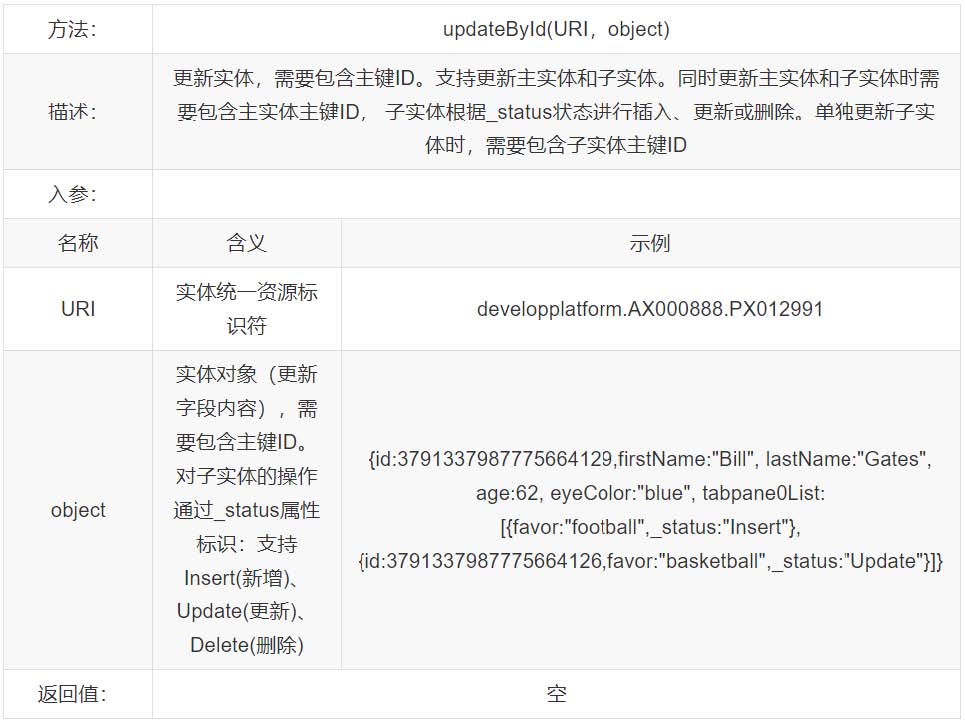 方法：
updateById(URI，object)
描述：
更新实体，需要包含主键ID。支持更新主实体和子实体。同时更新主实体和子实体时需
要包含主实体主键ID， 子实体根据_status状态进行插入、更新或删除。单独更新子实
体时，需要包含子实体主键ID
入参：
名称
含义
示例
URI
实体统一资源标
识符
developplatform.AX000888.PX012991
object
实体对象（更新
字段内容），需
要包含主键ID。
对子实体的操作
通过_status属性
标识：支持
Insert(新增)、
Update(更新)、
Delete(删除)
{id:3791337987775664129,firstName:"Bill", lastName:"Gates",
age:62, eyeColor:"blue", tabpane0List:
[{favor:"football",_status:"Insert"},
{id:3791337987775664126,favor:"basketball",_status:"Update"}]}
返回值：
空